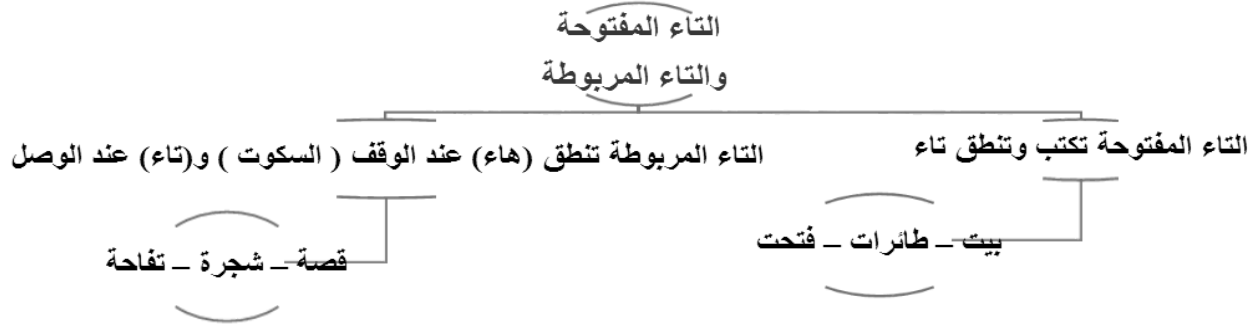 التاء المفتوحة
والتاء المربوطة
التاء المفتوحة تكتب وتنطق تاء
التاء المربوطة تنطق (هاء) عند الوقف ( السكوت ) و(تاء) عند الوصل
بيت – طائرات – فتحت
قصة – شجرة – تفاحة